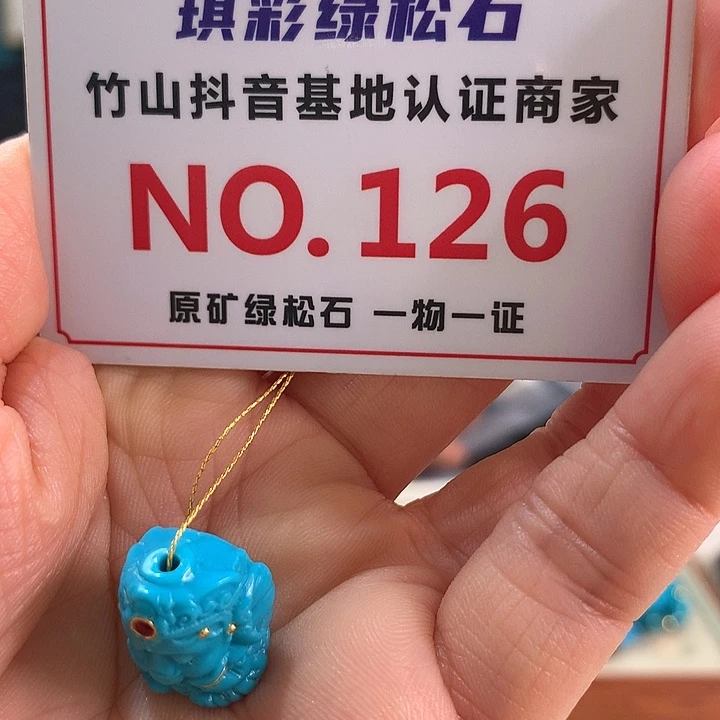 琪彩绿松石
竹山抖音基地认证商家
NO.126
原矿绿松石 一物一证